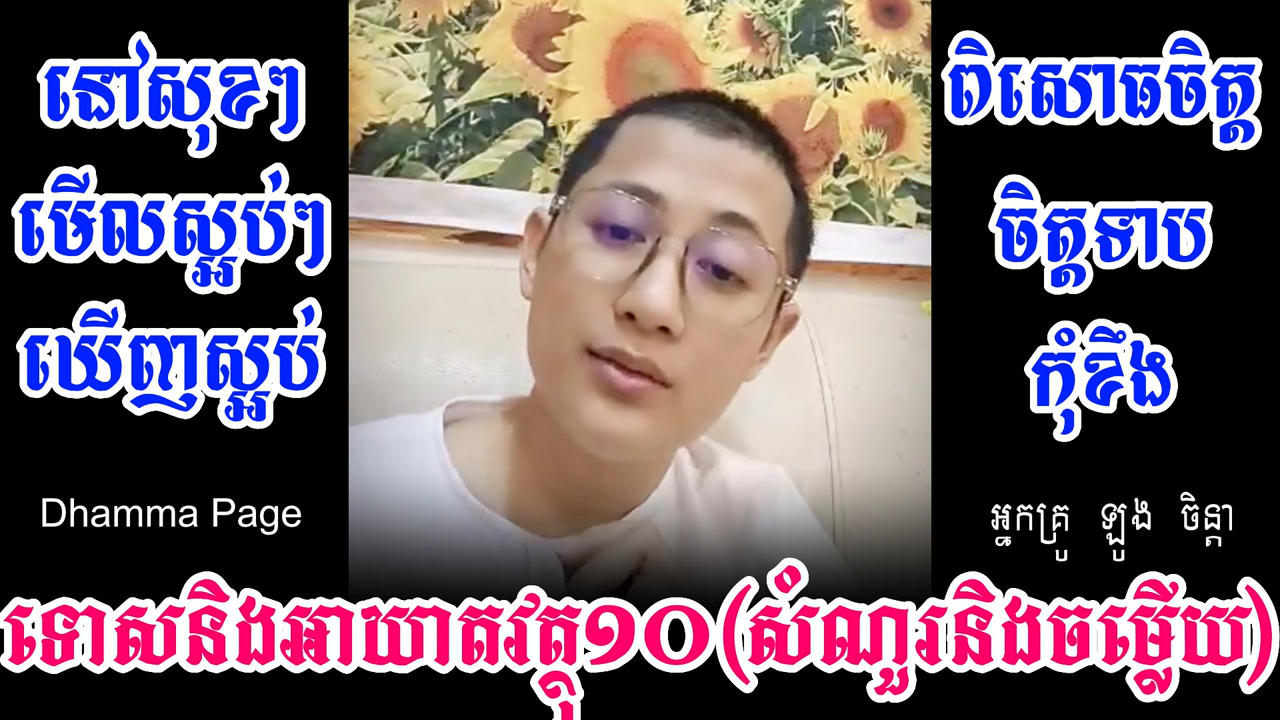 នៅសុខៗ
មើលស្អប់ៗ
ឃើញស្អប់
Dhamma Page
ពិសោធចិត្ត
ចិត្តទាប
កុំខឹង
អ្នកគ្រូ ឡូង ចិន្តា
ទោសនិងអាឃាតវត្ថុ១០(សំណួរនិងចម្លើយ)